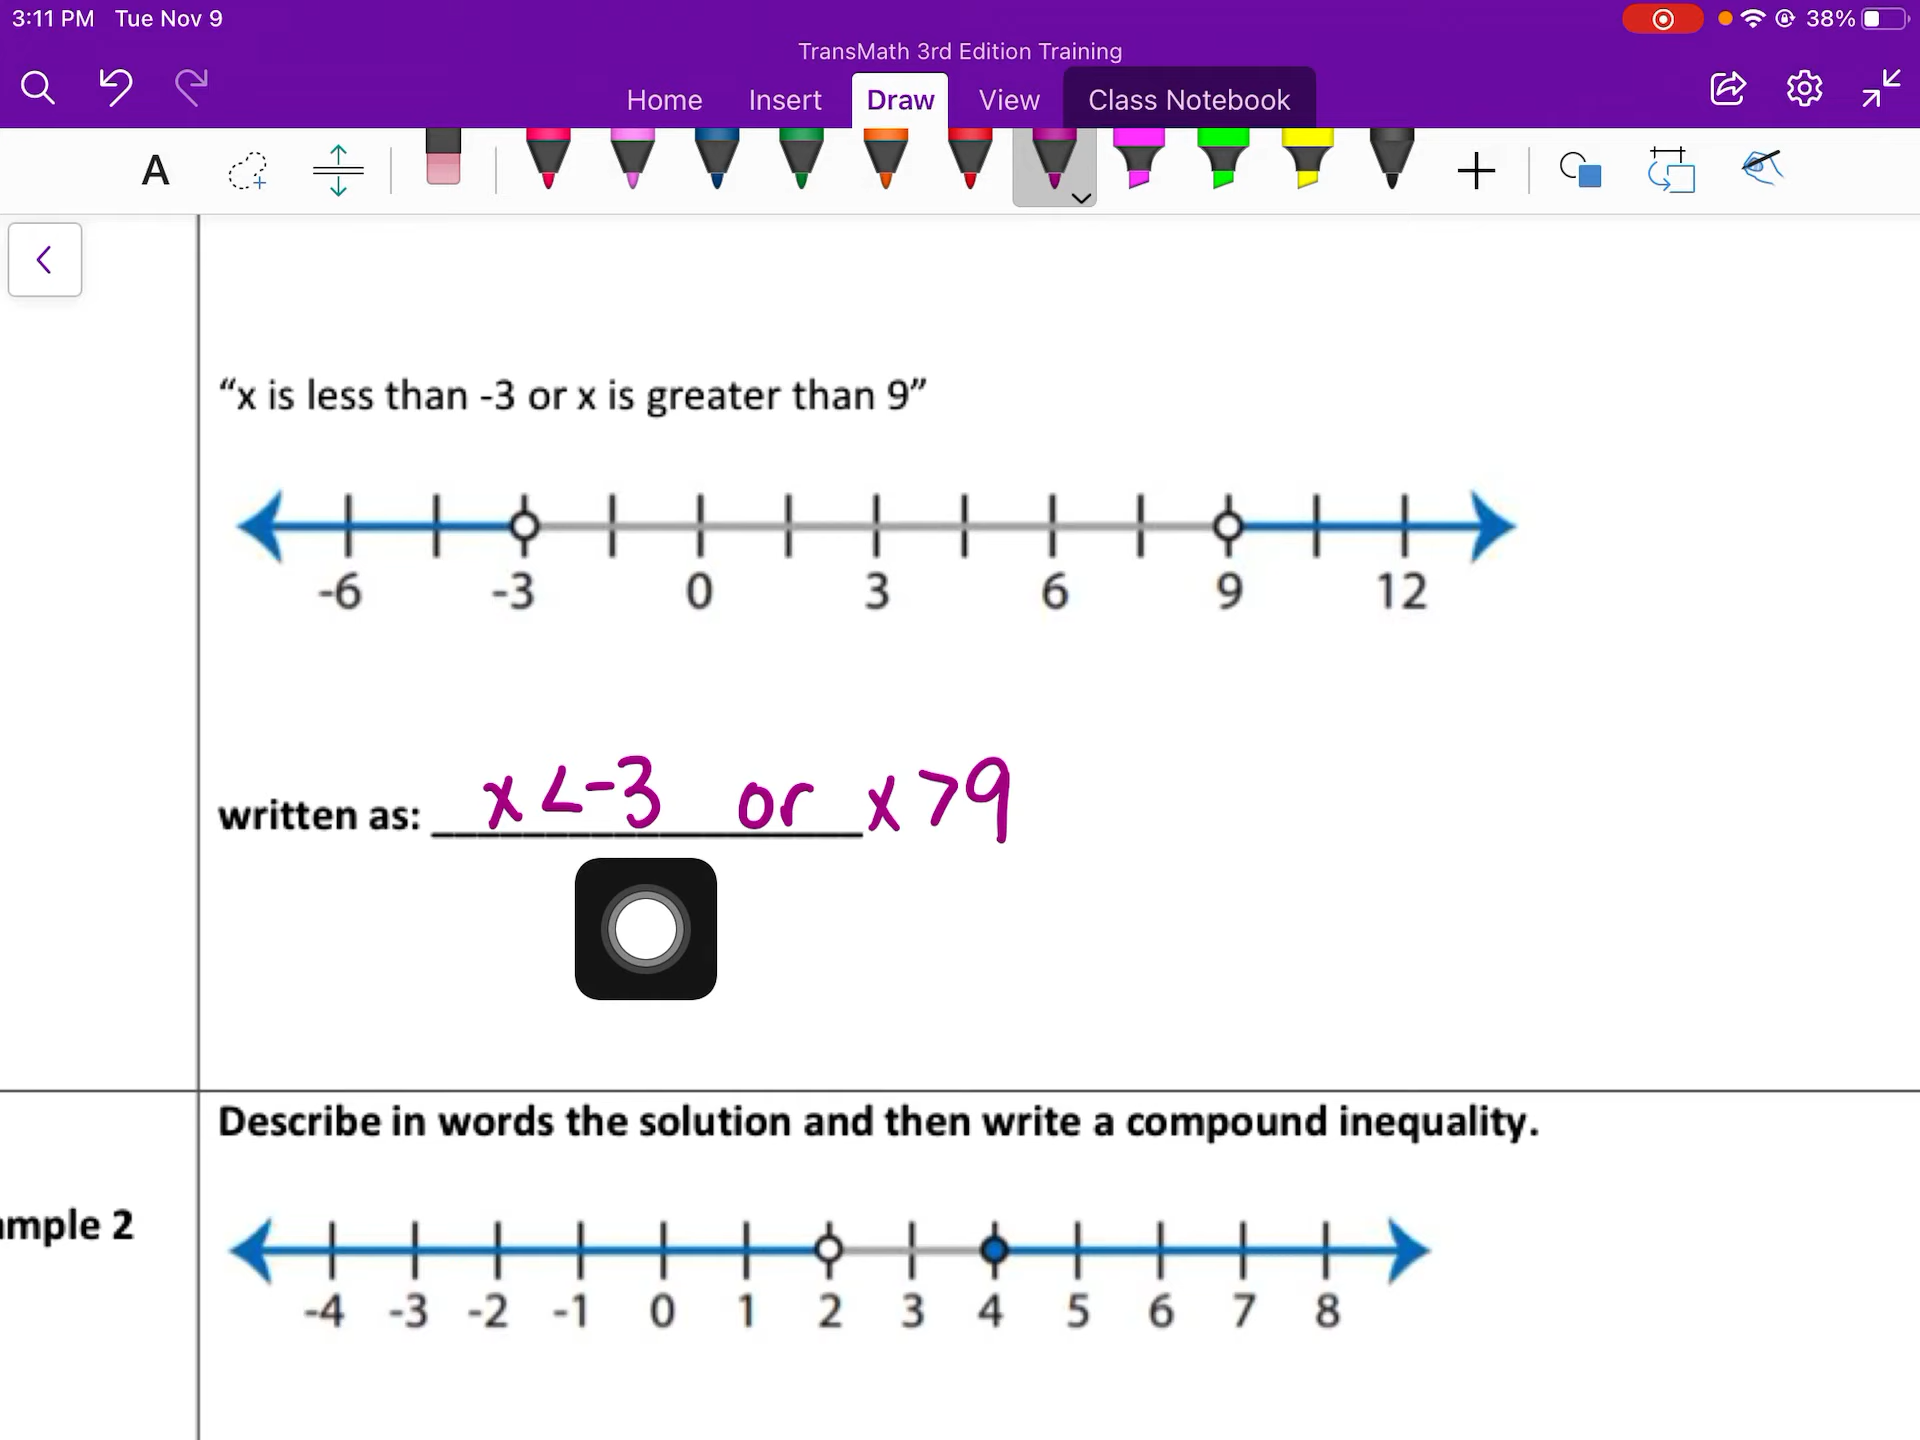 3:11 PM Tue Nov 9
38%
TransMath 3rd Edition Training
Home Insert Draw View Class Notebook
A
“x is less than -3 or x is greater than 9”
-6 -3 0 3 6 9 12
written as: x < -3 or x > 9
Describe in words the solution and then write a compound inequality.
mple 2
-4 -3 -2 -1 0 1 2 3 4 5 6 7 8